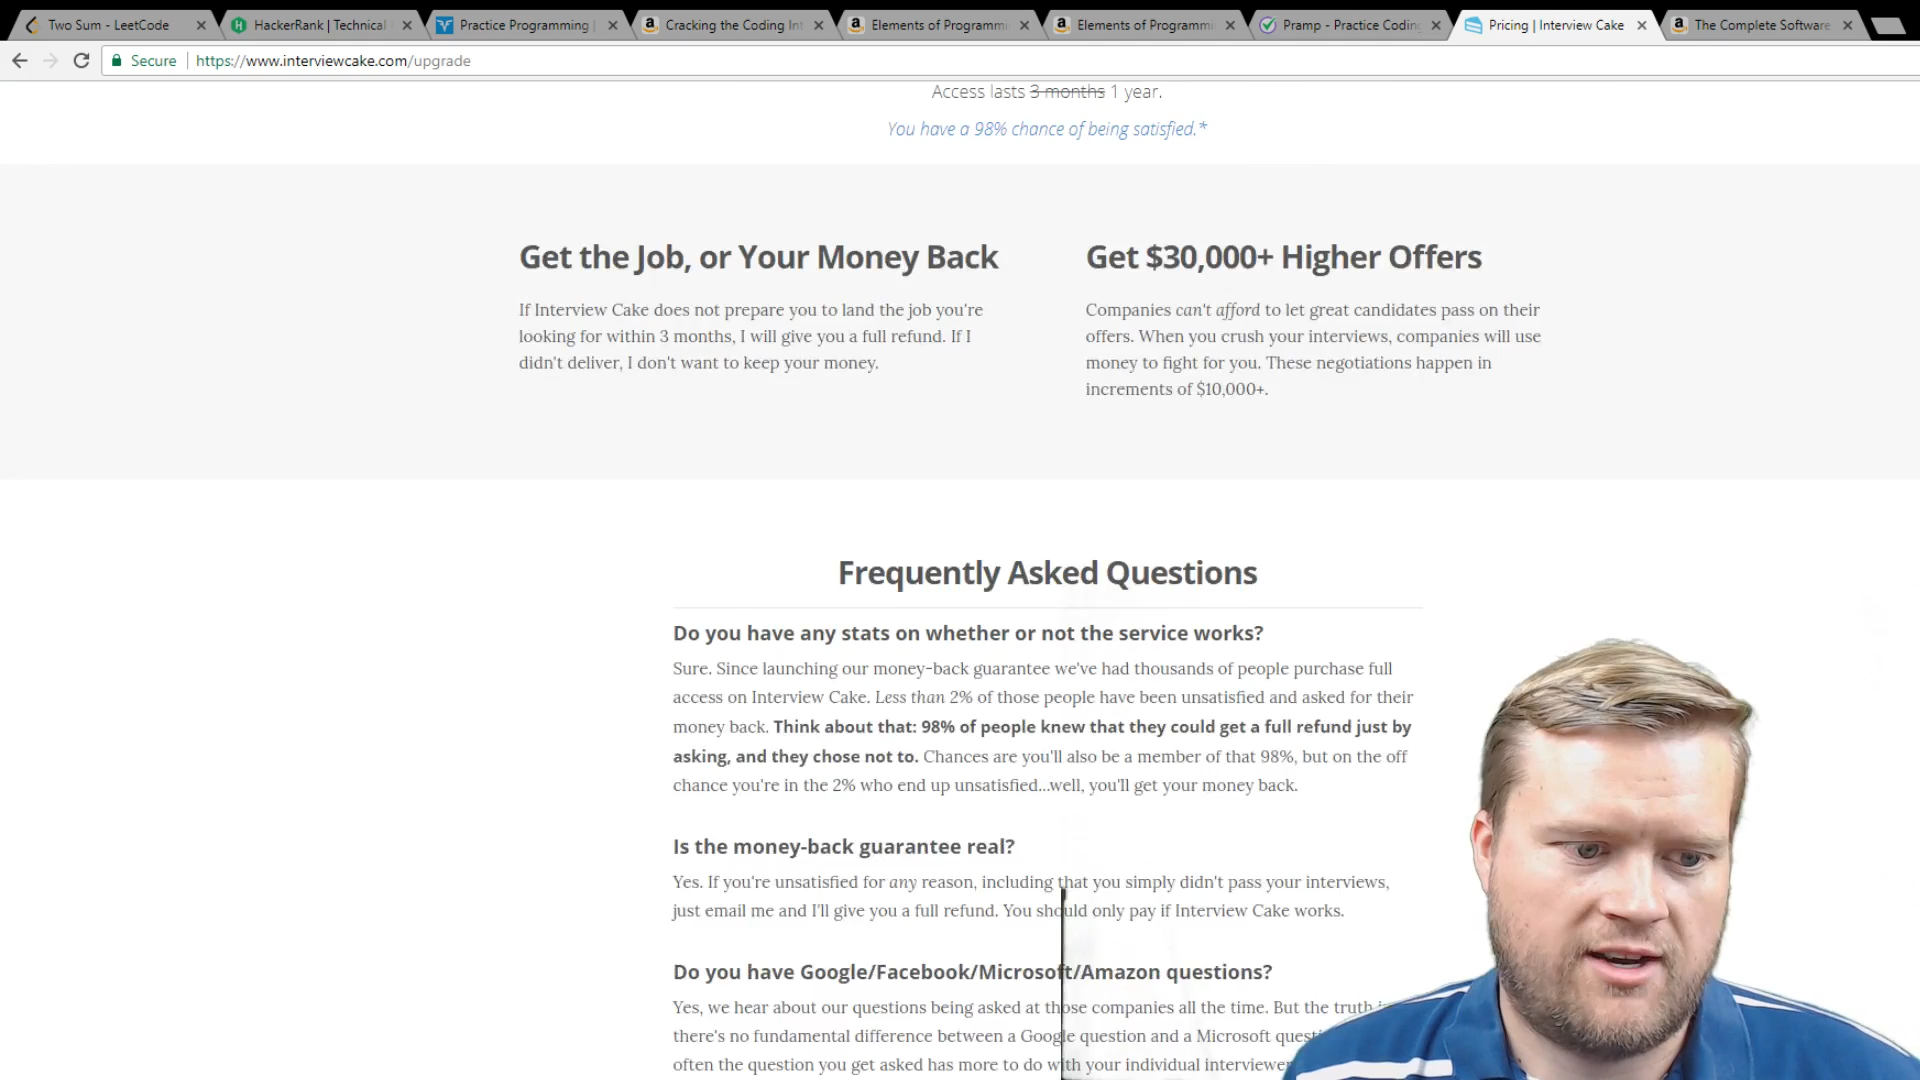 Two Sum - LeetCode
HackerRank | Technical
Practice Programming |
Cracking the Coding Int
Elements of Programmi
Elements of Programmi
Pramp - Practice Coding
Pricing | Interview Cake
The Complete Software
Secure
https://www.interviewcake.com/upgrade
Access lasts 3 months 1 year.
You have a 98% chance of being satisfied.*
Get the Job, or Your Money Back
If Interview Cake does not prepare you to land the job you're
looking for within 3 months, I will give you a full refund. If I
didn't deliver, I don't want to keep your money.
Get $30,000+ Higher Offers
Companies can't afford to let great candidates pass on their
offers. When you crush your interviews, companies will use
money to fight for you. These negotiations happen in
increments of $10,000+.
Frequently Asked Questions
Do you have any stats on whether or not the service works?
Sure. Since launching our money-back guarantee we've had thousands of people purchase full
access on Interview Cake. Less than 2% of those people have been unsatisfied and asked for their
money back. Think about that: 98% of people knew that they could get a full refund just by
asking, and they chose not to. Chances are you'll also be a member of that 98%, but on the off
chance you're in the 2% who end up unsatisfied...well, you'll get your money back.
Is the money-back guarantee real?
Yes. If you're unsatisfied for any reason, including that you simply didn't pass your interviews,
just email me and I'll give you a full refund. You should only pay if Interview Cake works.
Do you have Google/Facebook/Microsoft/Amazon questions?
Yes, we hear about our questions being asked at those companies all the time. But the truth
there's no fundamental difference between a Google question and a Microsoft
often the question you get asked has more to do with your individual